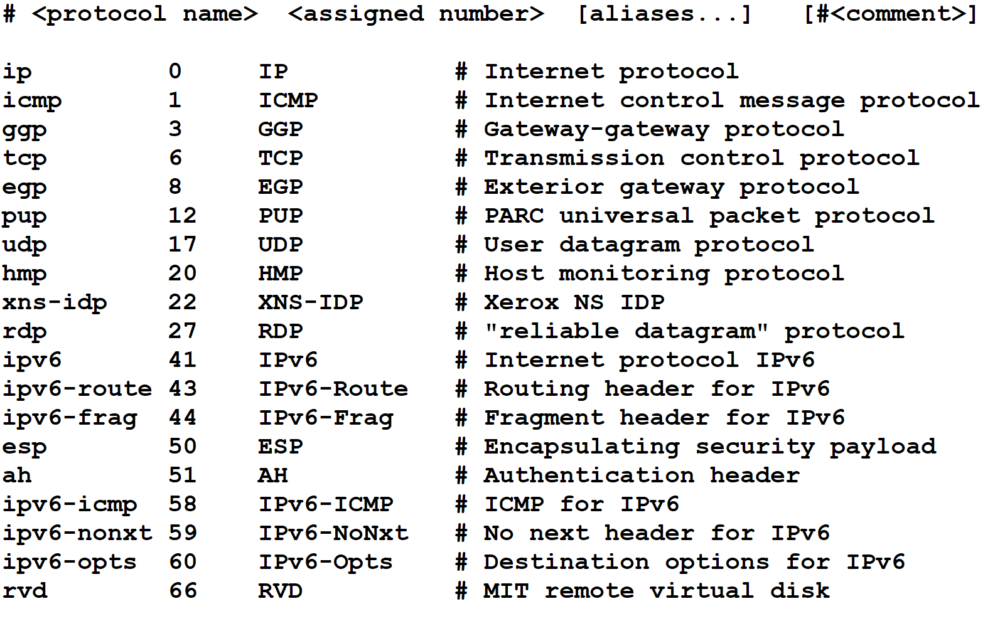 # <protocol name>  <assigned number>  [aliases...]   [#<comment>]
ip         0     IP           # Internet protocol
icmp       1     ICMP         # Internet control message protocol
ggp        3     GGP          # Gateway-gateway protocol
tcp        6     TCP          # Transmission control protocol
egp        8     EGP          # Exterior gateway protocol
pup        12    PUP          # PARC universal packet protocol
udp        17    UDP          # User datagram protocol
hmp        20    HMP          # Host monitoring protocol
xns-idp    22    XNS-IDP      # Xerox NS IDP
rdp        27    RDP          # "reliable datagram" protocol
ipv6       41    IPv6         # Internet protocol IPv6
ipv6-route 43    IPv6-Route   # Routing header for IPv6
ipv6-frag  44    IPv6-Frag    # Fragment header for IPv6
esp        50    ESP          # Encapsulating security payload
ah         51    AH           # Authentication header
ipv6-icmp  58    IPv6-ICMP    # ICMP for IPv6
ipv6-nonxt 59    IPv6-NoNxt   # No next header for IPv6
ipv6-opts  60    IPv6-Opts    # Destination options for IPv6
rvd        66    RVD          # MIT remote virtual disk